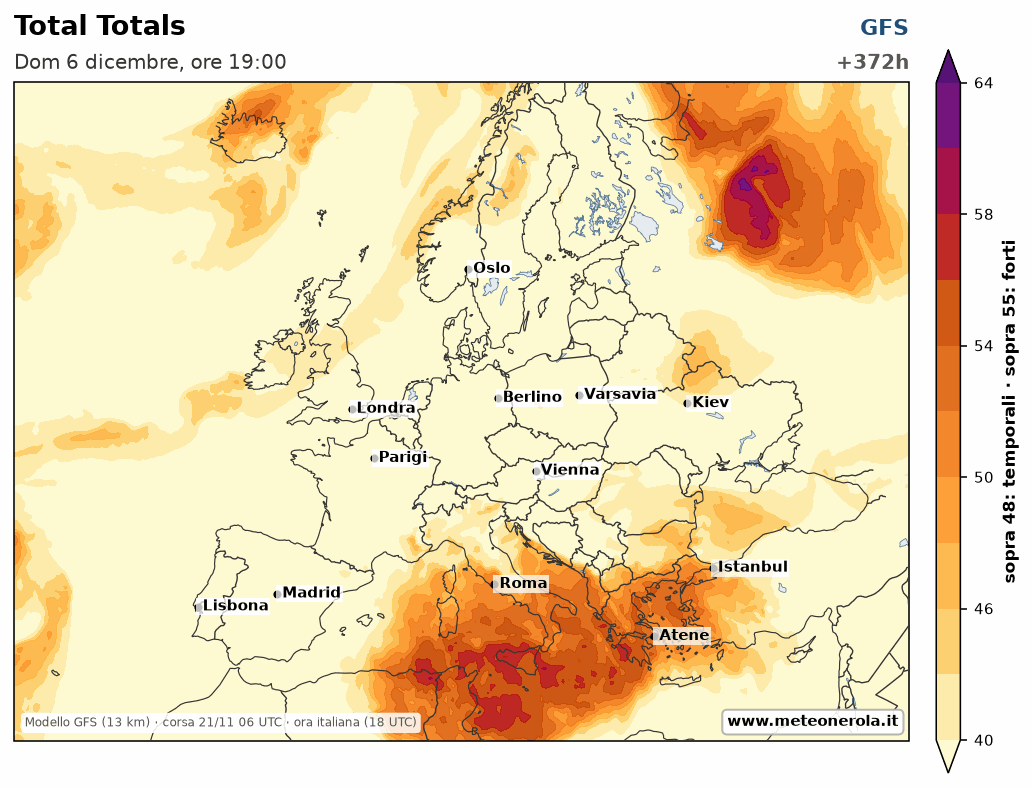 Total Totals
GFS
Dom 6 dicembre, ore 19:00
+372h
64
58
54
50
46
40
sopra 48: temporali · sopra 55: forti
Oslo
Londra
Berlino
Varsavia
Kiev
Parigi
Vienna
Istanbul
Roma
Madrid
Lisbona
Atene
Modello GFS (13 km) · corsa 21/11 06 UTC · ora italiana (18 UTC)
www.meteonerola.it